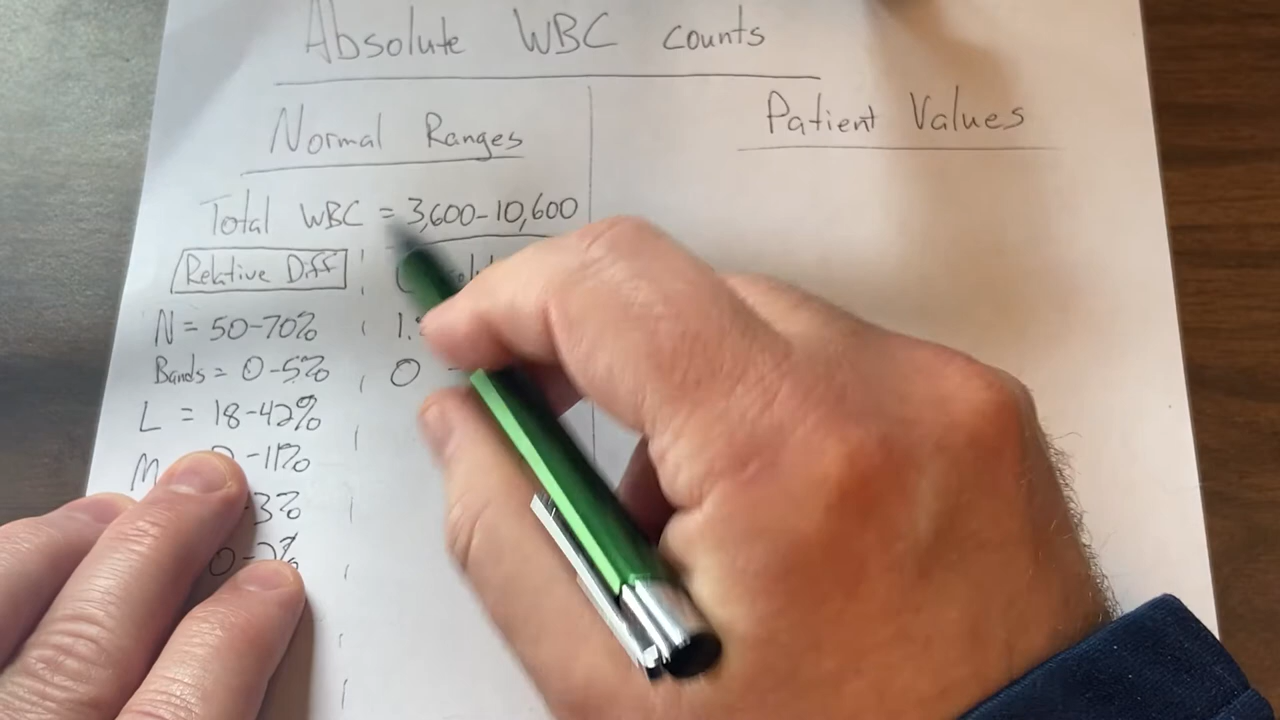 Absolute WBC counts
Normal Ranges
Patient Values
Total WBC = 3,600-10,600
Relative Diff
N = 50-70% 1.
Bands = 0-5% 0 -
L = 18-42%
M -11%
-3%
0-2%